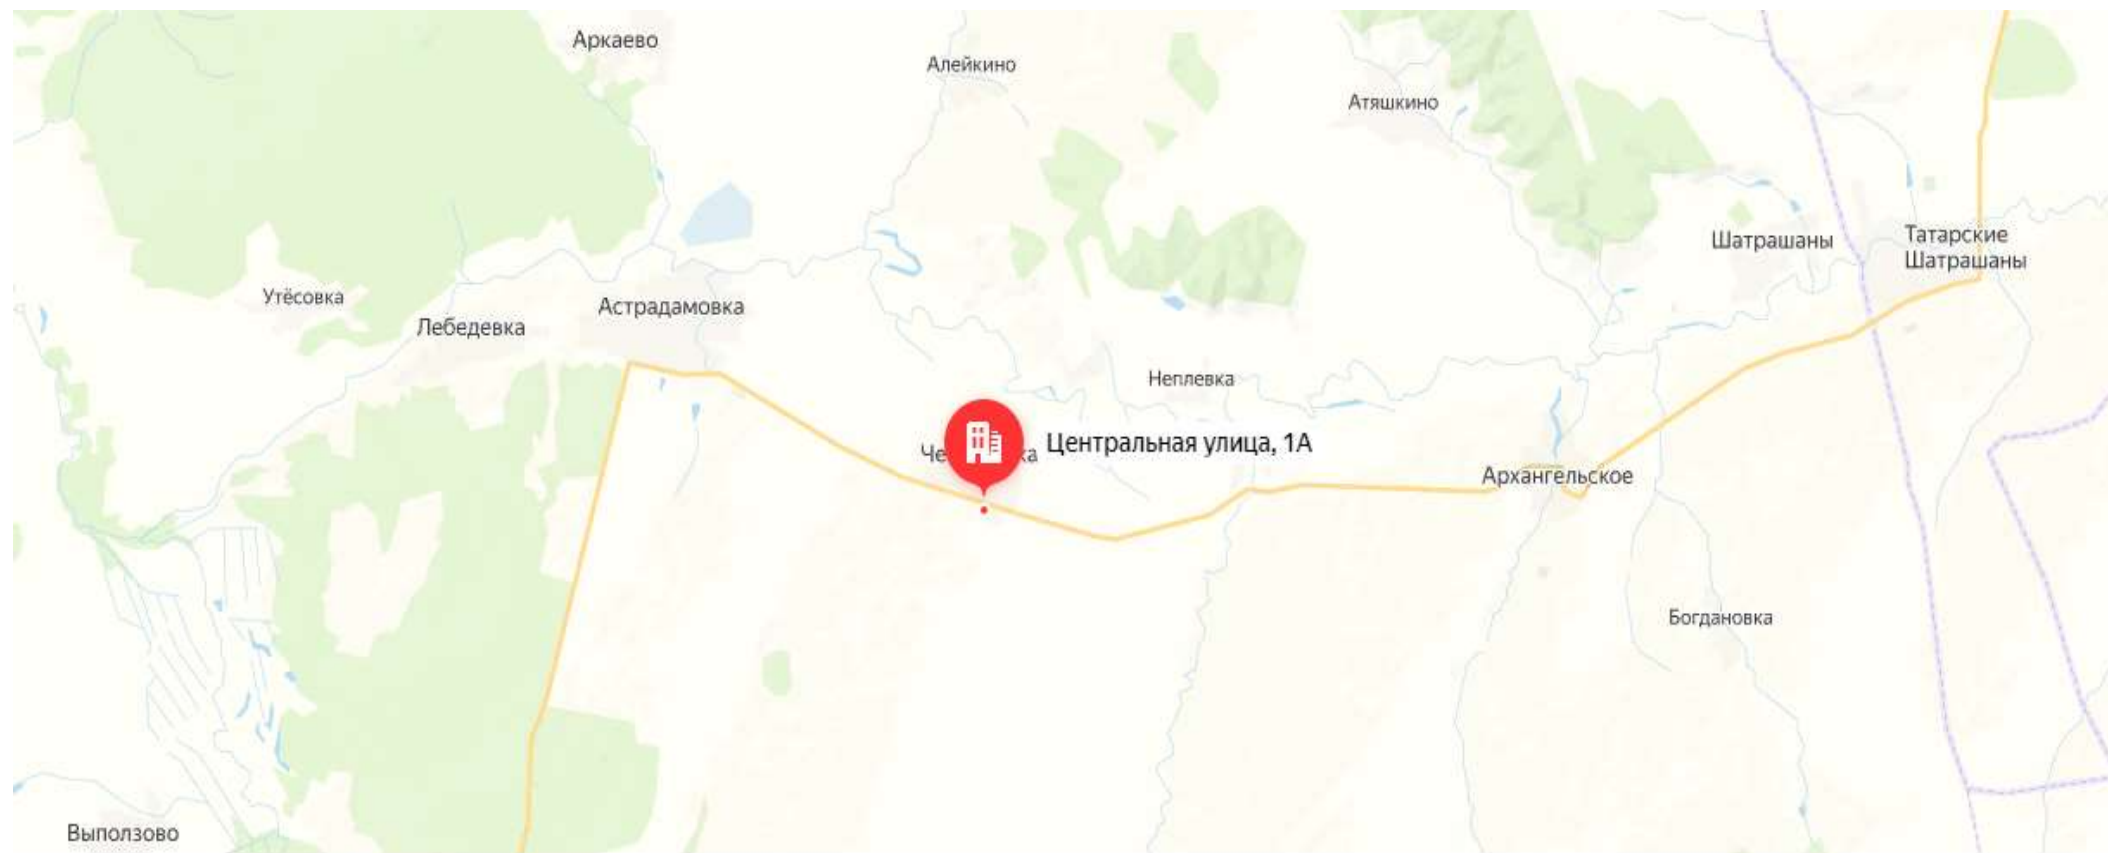 Аркаево
Алейкино
Атяшкино
Шатрашаны
Татарские
Шатрашаны
Утёсовка
Астрадамовка
Лебедевка
Неплевка
Центральная улица, 1А
Архангельское
Богдановка
Выползово